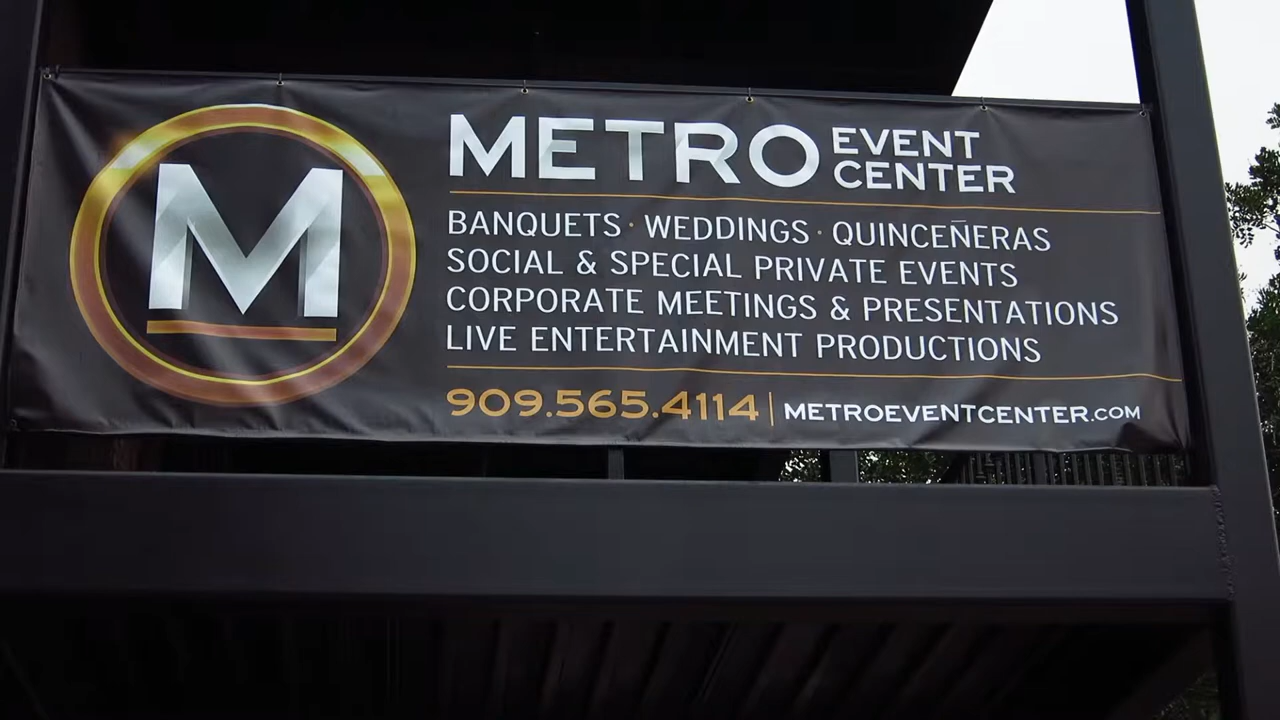 M
METRO EVENT CENTER
BANQUETS · WEDDINGS · QUINCEÑERAS
SOCIAL & SPECIAL PRIVATE EVENTS
CORPORATE MEETINGS & PRESENTATIONS
LIVE ENTERTAINMENT PRODUCTIONS
909.565.4114 | METROEVENTCENTER.COM